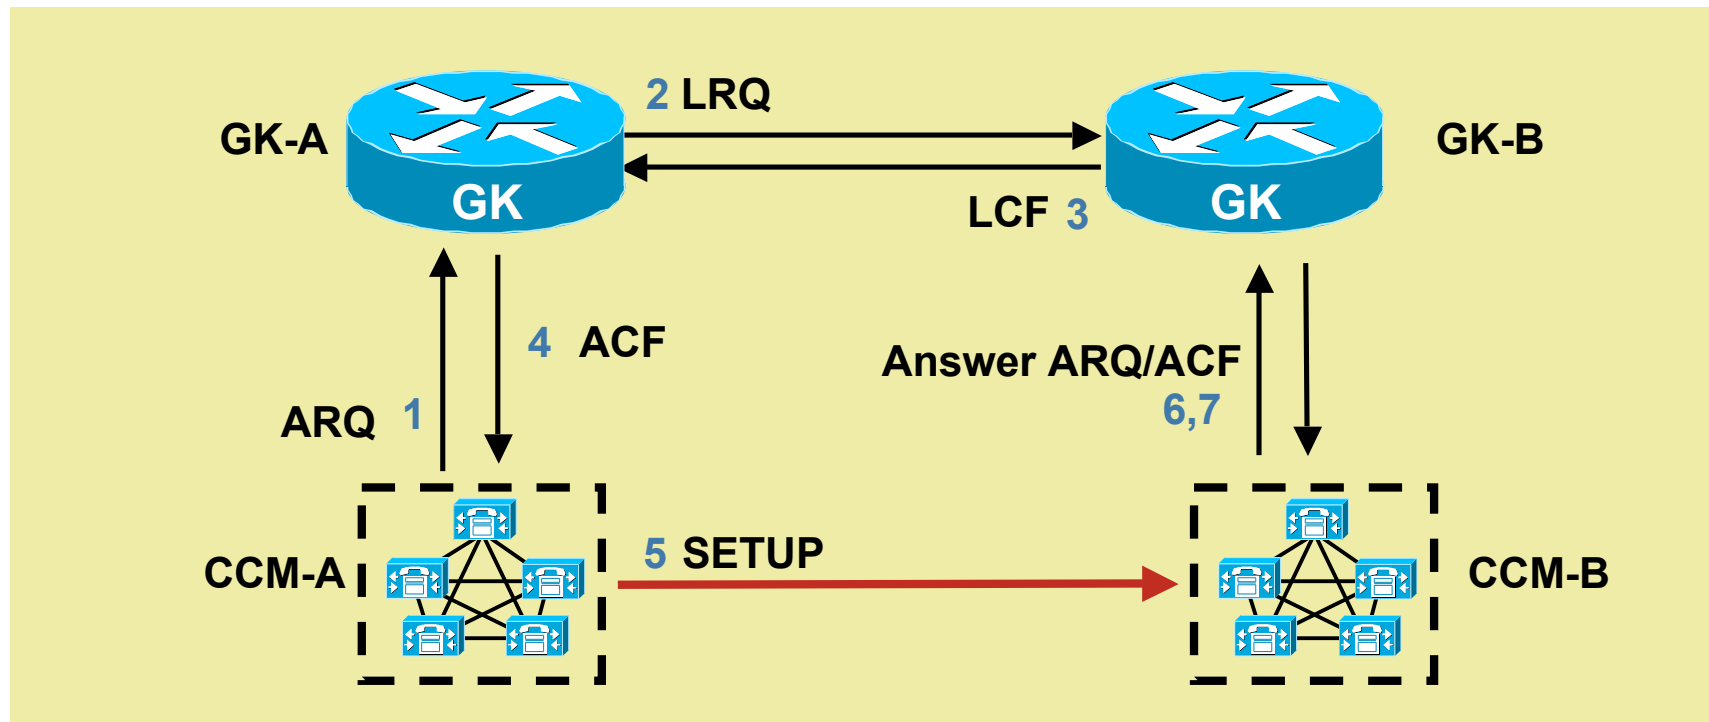 2 LRQ
GK-A
GK-B
GK
GK
LCF 3
4 ACF
Answer ARQ/ACF
6,7
ARQ 1
5 SETUP
CCM-A
CCM-B